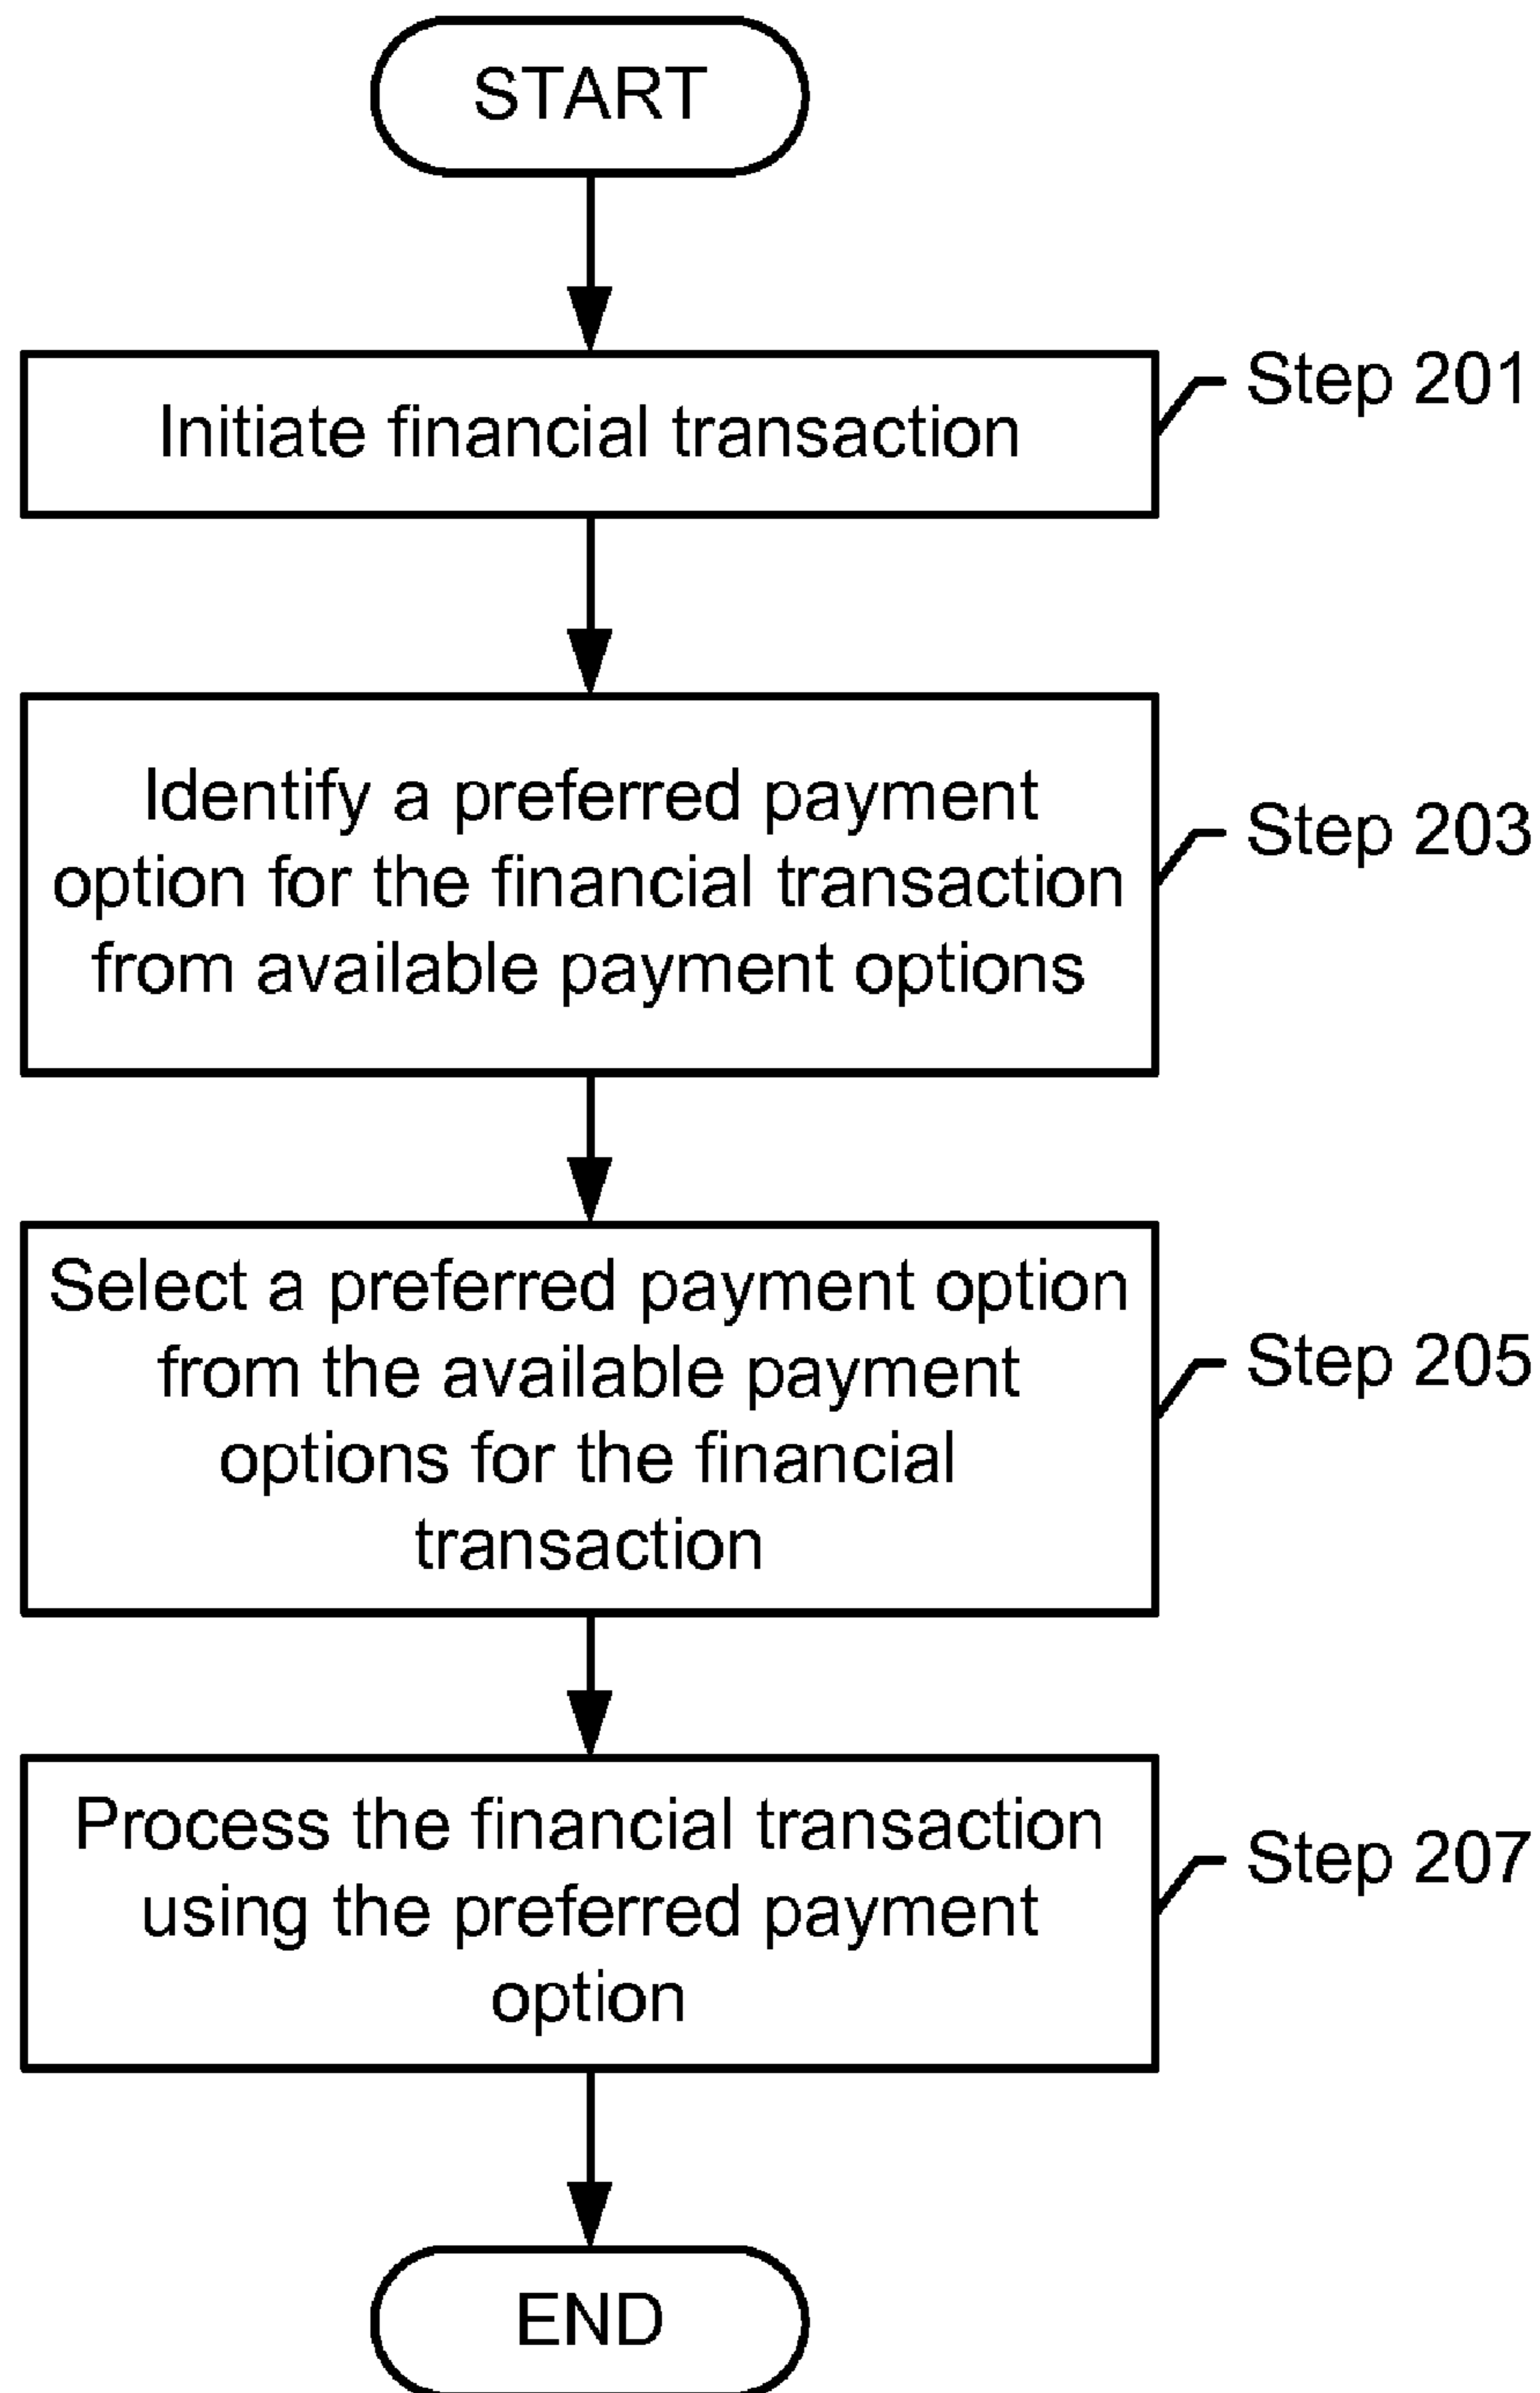 START
Initiate financial transaction
Step 201
Identify a preferred payment
option for the financial transaction
from available payment options
Step 203
Select a preferred payment option
from the available payment
options for the financial
transaction
Step 205
Process the financial transaction
using the preferred payment
option
Step 207
END